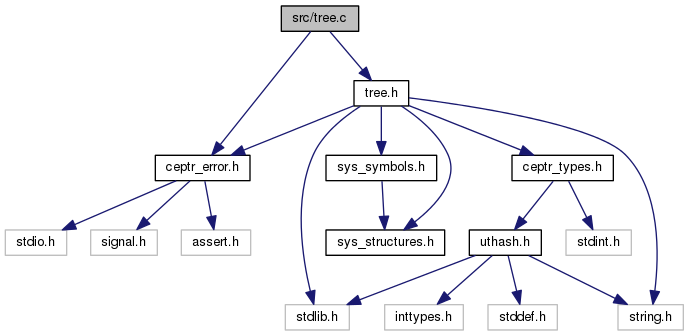 src/tree.c
tree.h
ceptr_error.h
sys_symbols.h
ceptr_types.h
stdio.h
signal.h
assert.h
sys_structures.h
uthash.h
stdint.h
stdlib.h
inttypes.h
stddef.h
string.h